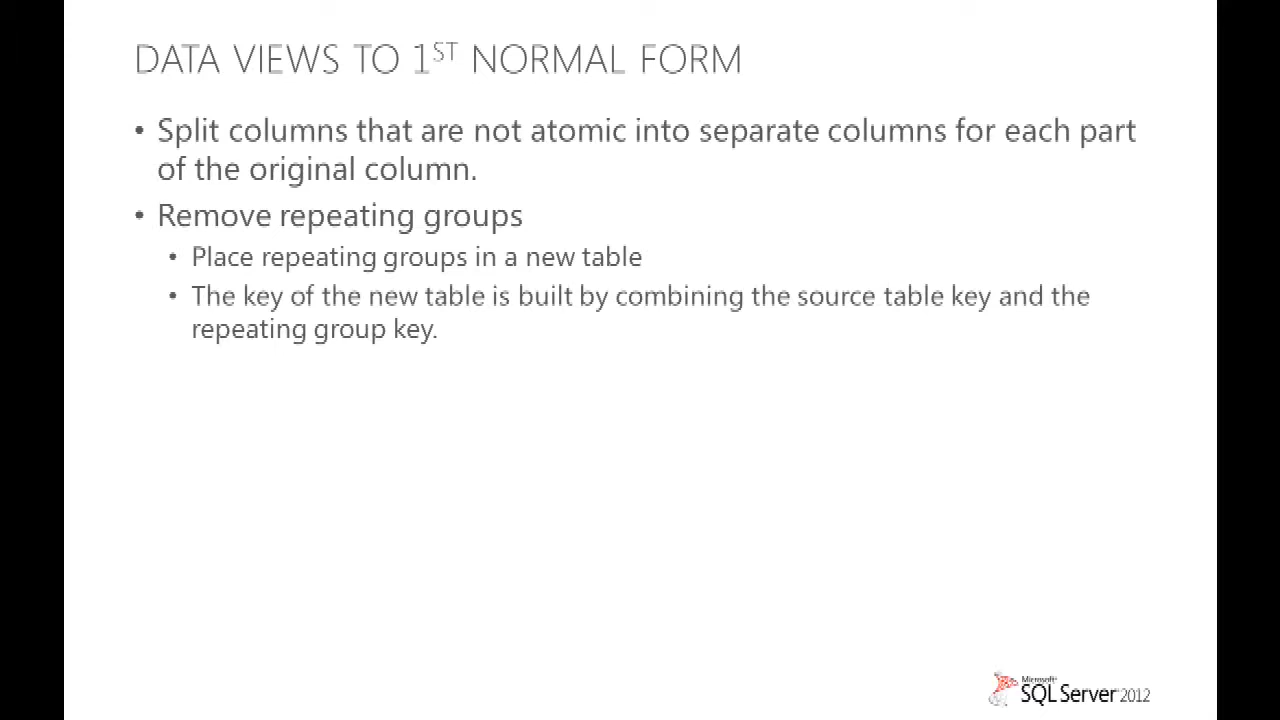 DATA VIEWS TO 1ST NORMAL FORM
• Split columns that are not atomic into separate columns for each part
of the original column.
• Remove repeating groups
• Place repeating groups in a new table
• The key of the new table is built by combining the source table key and the
repeating group key.
Microsoft®
SQL Server 2012